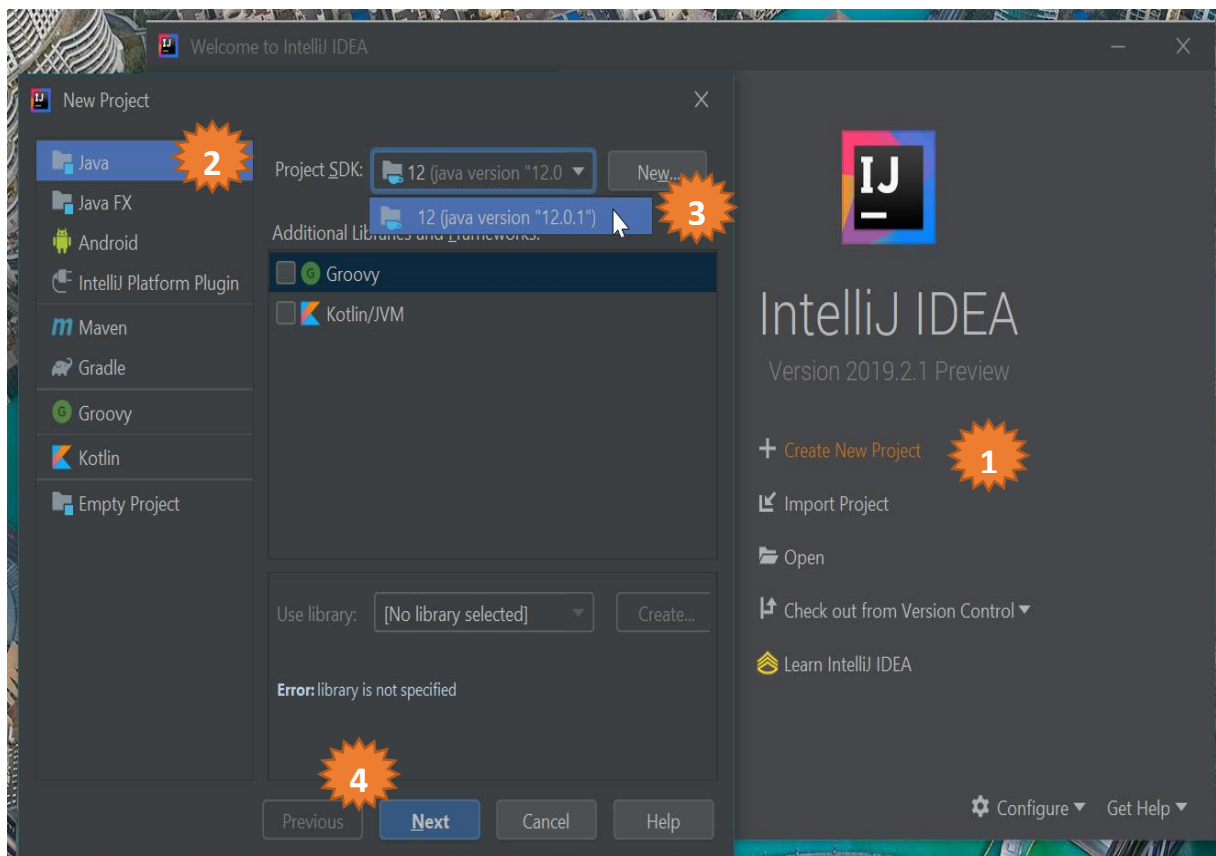 Welcome to IntelliJ IDEA
New Project
Java
2
Java FX
Android
IntelliJ Platform Plugin
Maven
Gradle
Groovy
Kotlin
Empty Project
Project SDK: 12 (java version "12.0 New...
12 (java version "12.0.1")
3
Additional Libraries and Frameworks:
Groovy
Kotlin/JVM
Use library: [No library selected] Create...
Error: library is not specified
4
Previous Next Cancel Help
IJ
IntelliJ IDEA
Version 2019.2.1 Preview
Create New Project
1
Import Project
Open
Check out from Version Control
Learn IntelliJ IDEA
Configure Get Help